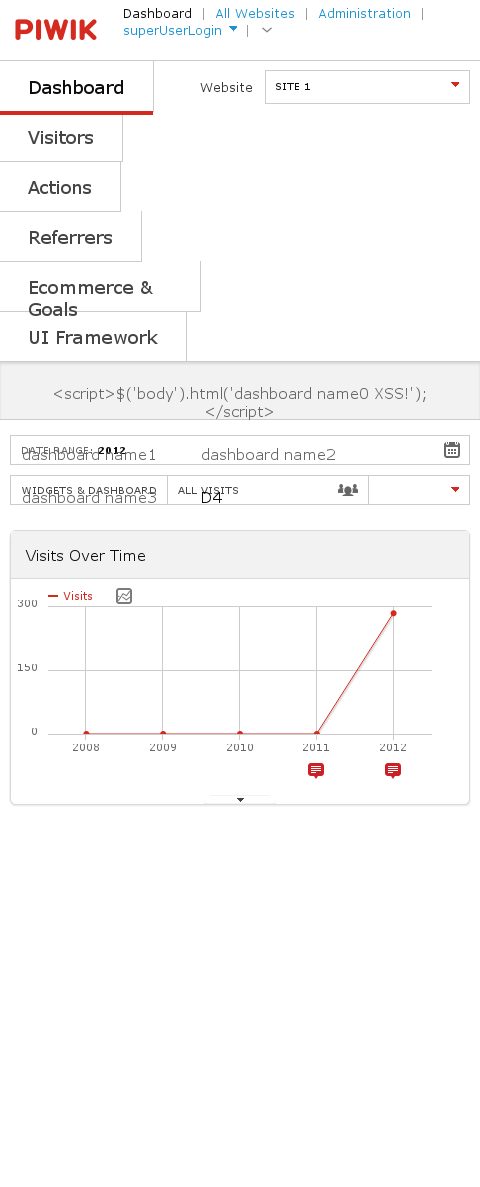 PIWIK
Dashboard | All Websites | Administration |
superUserLogin |
Dashboard
Website
SITE 1
Visitors
Actions
Referrers
Ecommerce &
Goals
UI Framework
<script>$('body').html('dashboard name0 XSS!');
</script>
DATE RANGE: 2012
dashboard name1
dashboard name2
WIDGETS & DASHBOARD
ALL VISITS
dashboard name3
D4
Visits Over Time
Visits
300
150
0
2008 2009 2010 2011 2012